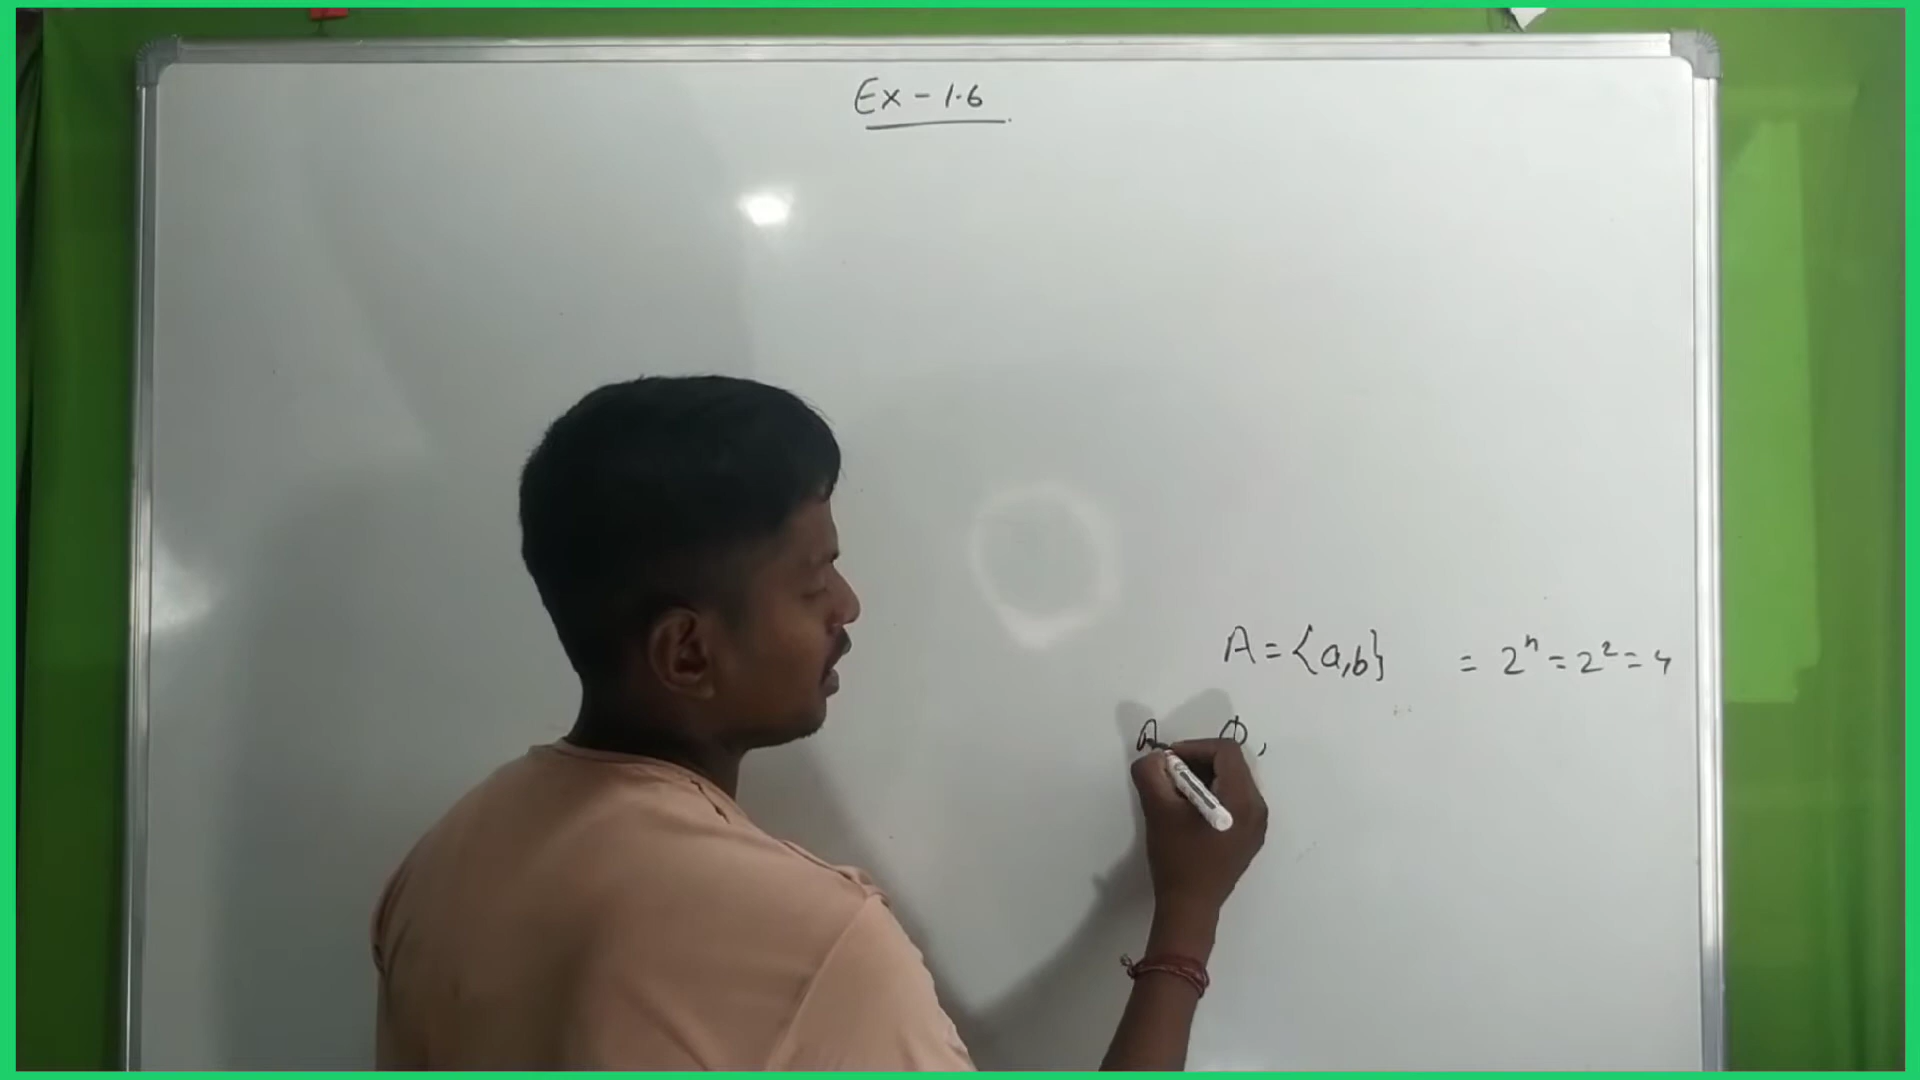 Ex - 1.6
A = {a,b} = 2ⁿ = 2² = 4
φ,